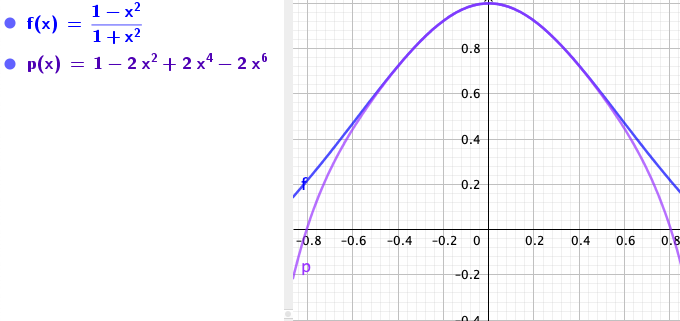 f(x) = (1 − x²)/(1 + x²)
p(x) = 1 − 2 x² + 2 x⁴ − 2 x⁶
0.8
0.6
0.4
0.2
f
−0.8 −0.6 −0.4 −0.2 0 0.2 0.4 0.6 0.8
p
−0.2
−0.4